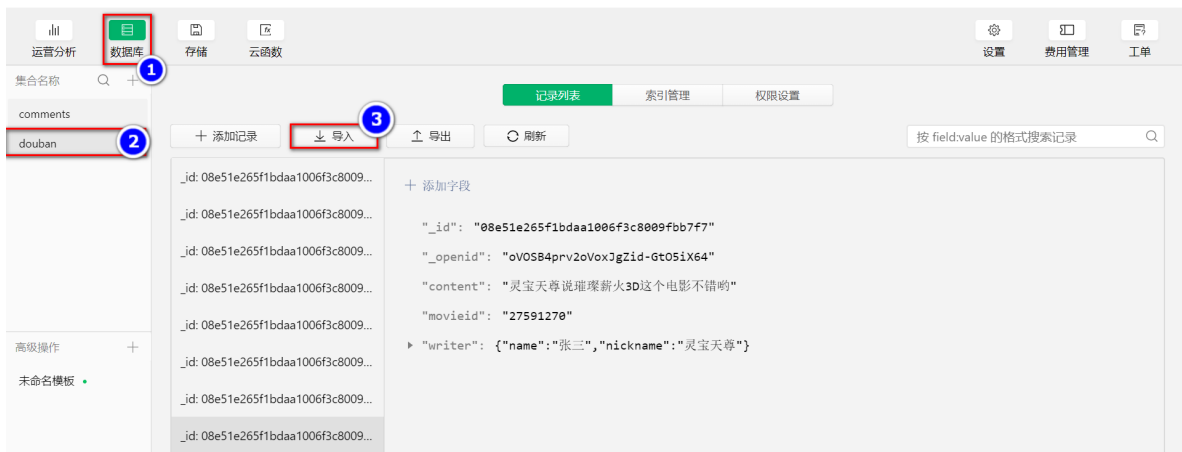 运营分析 数据库 存储 云函数 设置 费用管理 工单
1
集合名称
记录列表 索引管理 权限设置
comments
3
douban 2
添加记录 导入 导出 刷新 按 field:value 的格式搜索记录
_id: 08e51e265f1bdaa1006f3c8009...
_id: 08e51e265f1bdaa1006f3c8009...
_id: 08e51e265f1bdaa1006f3c8009...
_id: 08e51e265f1bdaa1006f3c8009...
_id: 08e51e265f1bdaa1006f3c8009...
_id: 08e51e265f1bdaa1006f3c8009...
_id: 08e51e265f1bdaa1006f3c8009...
_id: 08e51e265f1bdaa1006f3c8009...
添加字段
"_id": "08e51e265f1bdaa1006f3c8009fbb7f7"
"_openid": "oVOSB4prv2oVoxJgZid-GtO5iX64"
"content": "灵宝天尊说璀璨薪火3D这个电影不错哟"
"movieid": "27591270"
"writer": {"name":"张三","nickname":"灵宝天尊"}
高级操作
未命名模板